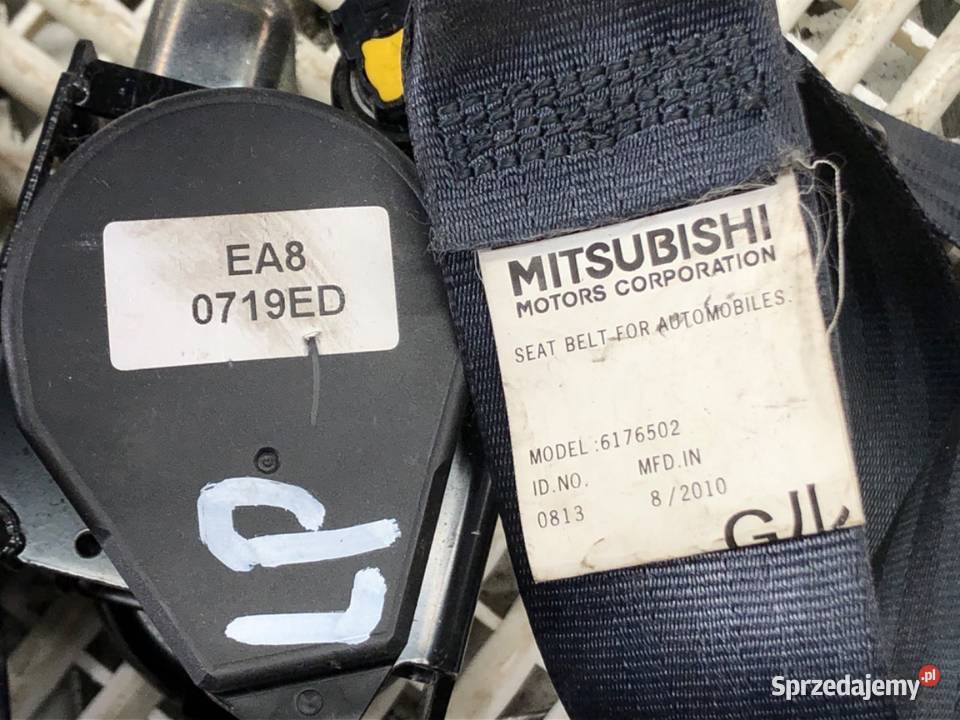 EA8
0719ED
LP
MITSUBISHI
MOTORS CORPORATION
SEAT BELT FOR AUTOMOBILES.
MODEL :6176502
ID.NO. MFD.IN
0813 8/2010
Sprzedajemy.pl